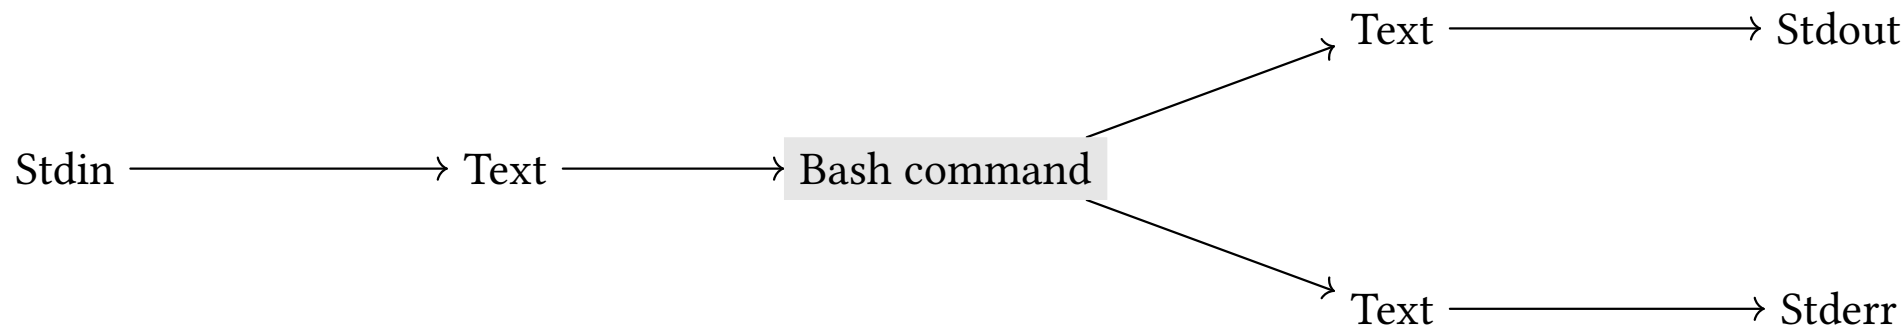 Text
Stdout
Stdin
Text
Bash command
Text
Stderr